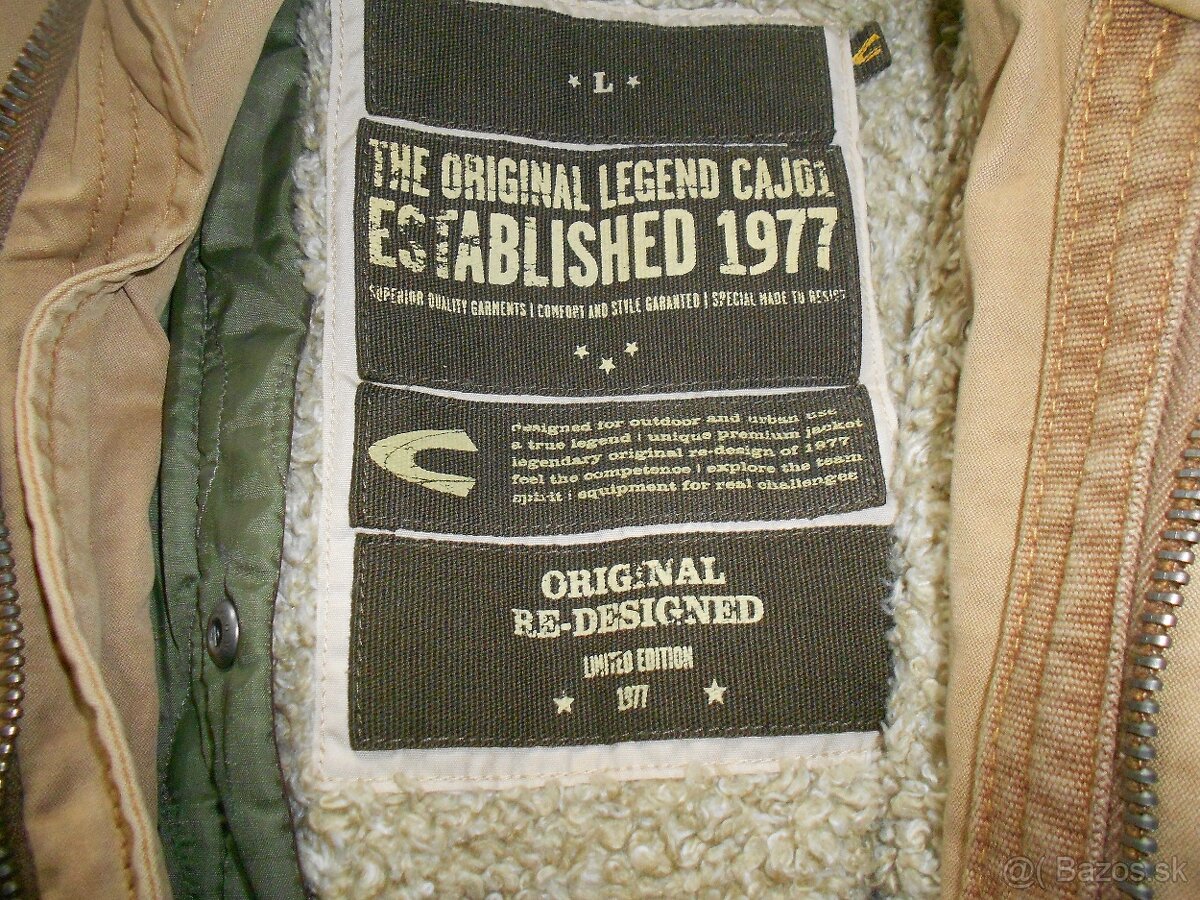 L
THE ORIGINAL LEGEND CAJ01
ESTABLISHED 1977
SUPERIOR QUALITY GARMENTS | COMFORT AND STYLE GARANTED | SPECIAL MADE TO RESIST
designed for outdoor and urban use
a true legend | unique premium jacket
legendary original re-design of 1977
feel the competence | explore the team
spirit | equipment for real challenges
ORIGINAL
RE-DESIGNED
LIMITED EDITION
1977
@( Bazos.sk